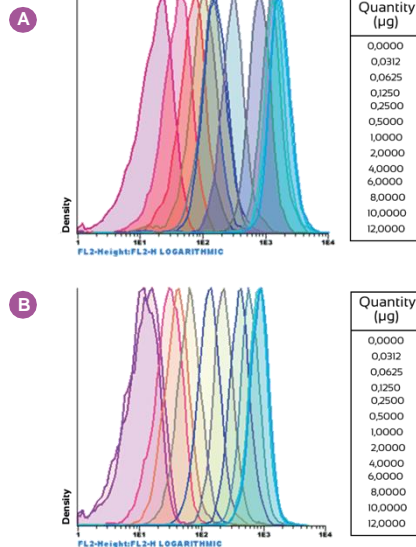 A
Density
1
1E1
1E2
1E3
1E4
FL2-Height:FL2-H LOGARITHMIC
Quantity
(µg)
0,0000
0,0312
0,0625
0,1250
0,2500
0,5000
1,0000
2,0000
4,0000
6,0000
8,0000
10,0000
12,0000
B
Density
1
1E1
1E2
1E3
1E4
FL2-Height:FL2-H LOGARITHMIC
Quantity
(µg)
0,0000
0,0312
0,0625
0,1250
0,2500
0,5000
1,0000
2,0000
4,0000
6,0000
8,0000
10,0000
12,0000